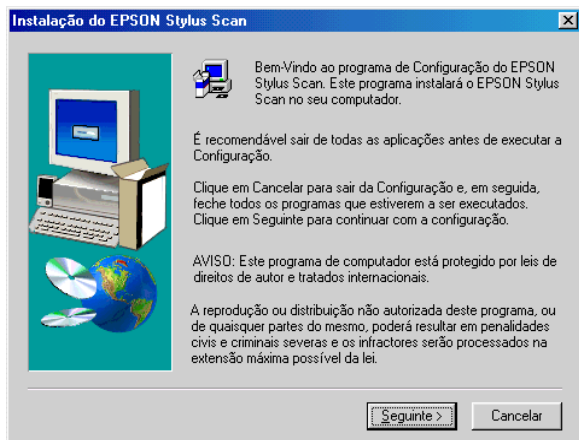 Instalação do EPSON Stylus Scan
Bem-Vindo ao programa de Configuração do EPSON
Stylus Scan. Este programa instalará o EPSON Stylus
Scan no seu computador.
É recomendável sair de todas as aplicações antes de executar a
Configuração.
Clique em Cancelar para sair da Configuração e, em seguida,
feche todos os programas que estiverem a ser executados.
Clique em Seguinte para continuar com a configuração.
AVISO: Este programa de computador está protegido por leis de
direitos de autor e tratados internacionais.
A reprodução ou distribuição não autorizada deste programa, ou
de quaisquer partes do mesmo, poderá resultar em penalidades
civis e criminais severas e os infractores serão processados na
extensão máxima possível da lei.
Seguinte >
Cancelar